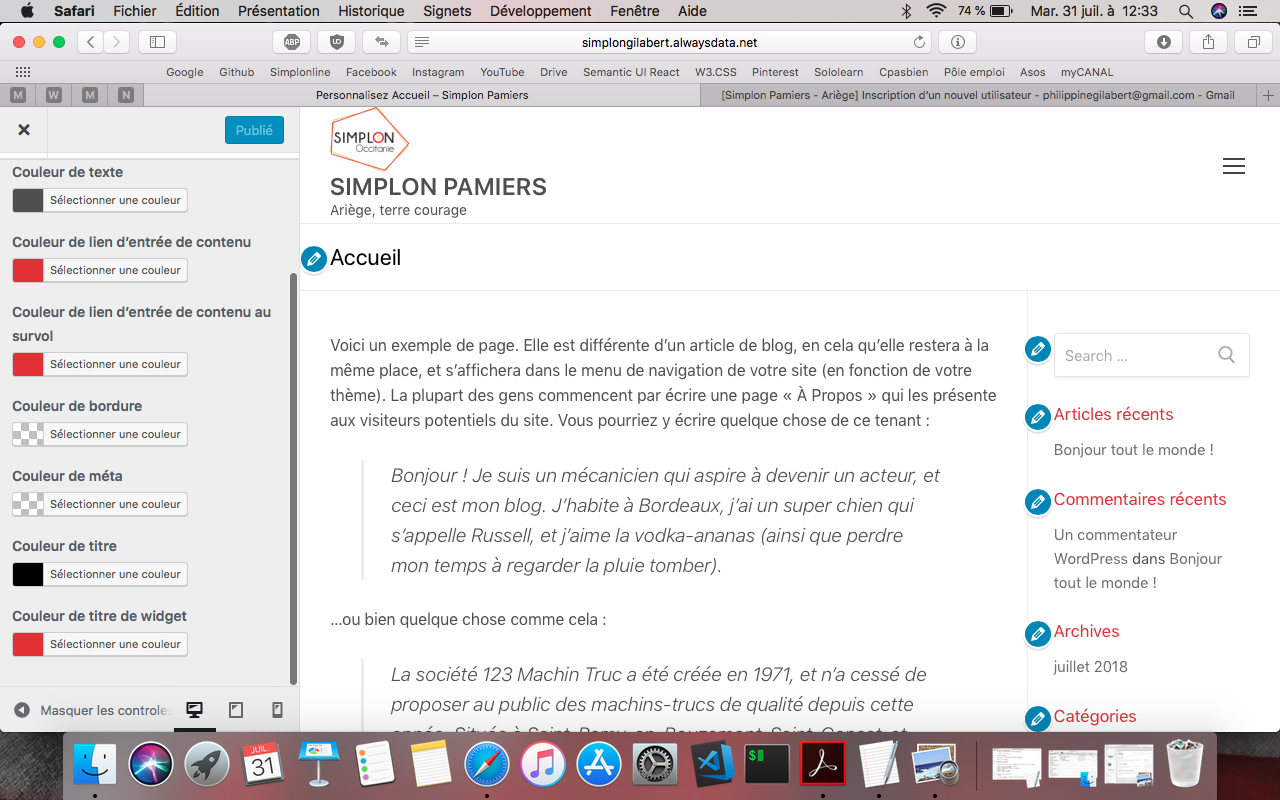 Safari Fichier Édition Présentation Historique Signets Développement Fenêtre Aide 74 % Mar. 31 juil. à 12:33
ABP simplongilabert.alwaysdata.net
Google Github Simplonline Facebook Instagram YouTube Drive Semantic UI React W3.CSS Pinterest Sololearn Cpasbien Pôle emploi Asos myCANAL
M W M N Personnalisez Accueil – Simplon Pamiers [Simplon Pamiers - Ariège] Inscription d’un nouvel utilisateur - philippinegilabert@gmail.com - Gmail
Publié
Couleur de texte
Sélectionner une couleur
Couleur de lien d’entrée de contenu
Sélectionner une couleur
Couleur de lien d’entrée de contenu au
survol
Sélectionner une couleur
Couleur de bordure
Sélectionner une couleur
Couleur de méta
Sélectionner une couleur
Couleur de titre
Sélectionner une couleur
Couleur de titre de widget
Sélectionner une couleur
Masquer les controles
SIMPLON
Occitanie
SIMPLON PAMIERS
Ariège, terre courage
Accueil
Voici un exemple de page. Elle est différente d’un article de blog, en cela qu’elle restera à la
même place, et s’affichera dans le menu de navigation de votre site (en fonction de votre
thème). La plupart des gens commencent par écrire une page « À Propos » qui les présente
aux visiteurs potentiels du site. Vous pourriez y écrire quelque chose de ce tenant :
Bonjour ! Je suis un mécanicien qui aspire à devenir un acteur, et
ceci est mon blog. J’habite à Bordeaux, j’ai un super chien qui
s’appelle Russell, et j’aime la vodka-ananas (ainsi que perdre
mon temps à regarder la pluie tomber).
…ou bien quelque chose comme cela :
La société 123 Machin Truc a été créée en 1971, et n’a cessé de
proposer au public des machins-trucs de qualité depuis cette
Search …
Articles récents
Bonjour tout le monde !
Commentaires récents
Un commentateur
WordPress dans Bonjour
tout le monde !
Archives
juillet 2018
Catégories
JUIL.
31